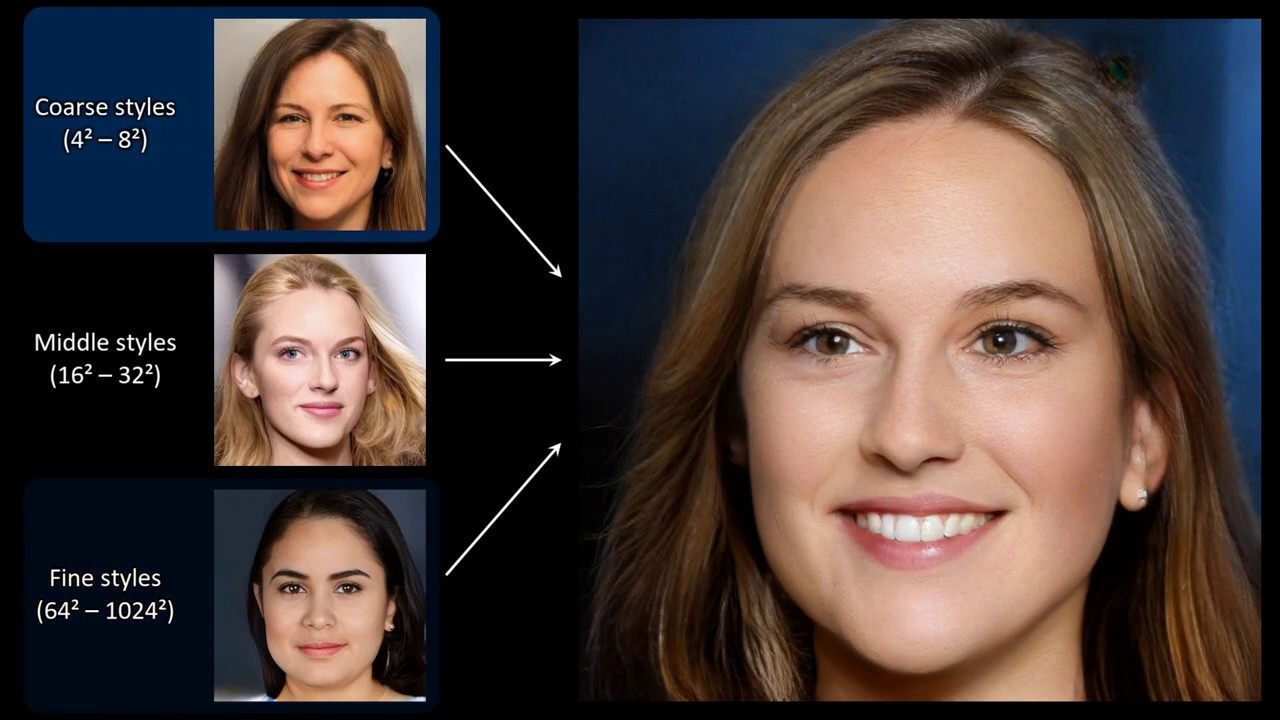 Coarse styles
(4² – 8²)
Middle styles
(16² – 32²)
Fine styles
(64² – 1024²)